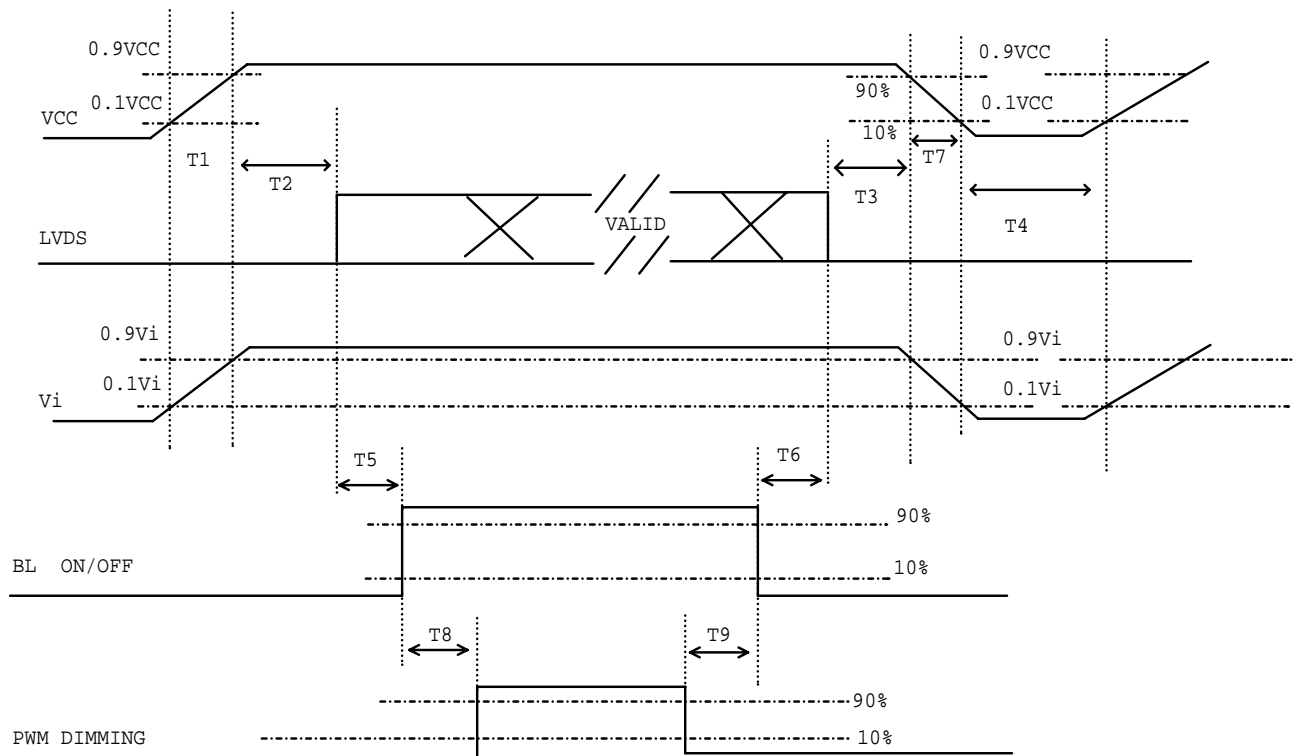 0.9VCC
0.9VCC
90%
0.1VCC
0.1VCC
VCC
10%
T1
T7
T2
T3
VALID
T4
LVDS
0.9Vi
0.9Vi
0.1Vi
0.1Vi
Vi
T5
T6
90%
BL ON/OFF
10%
T8
T9
90%
PWM DIMMING
10%